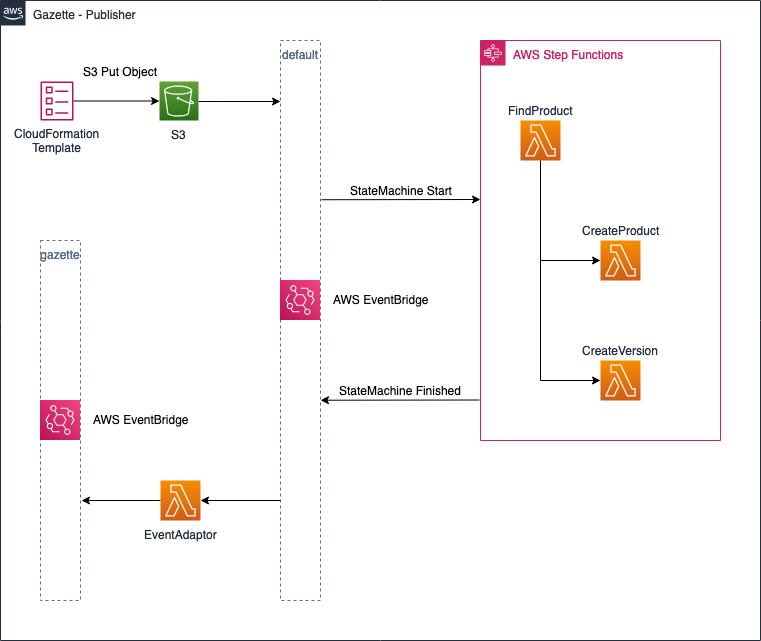 aws
Gazette - Publisher
default
AWS Step Functions
S3 Put Object
CloudFormation
Template
S3
FindProduct
StateMachine Start
CreateProduct
gazette
AWS EventBridge
CreateVersion
StateMachine Finished
AWS EventBridge
EventAdaptor